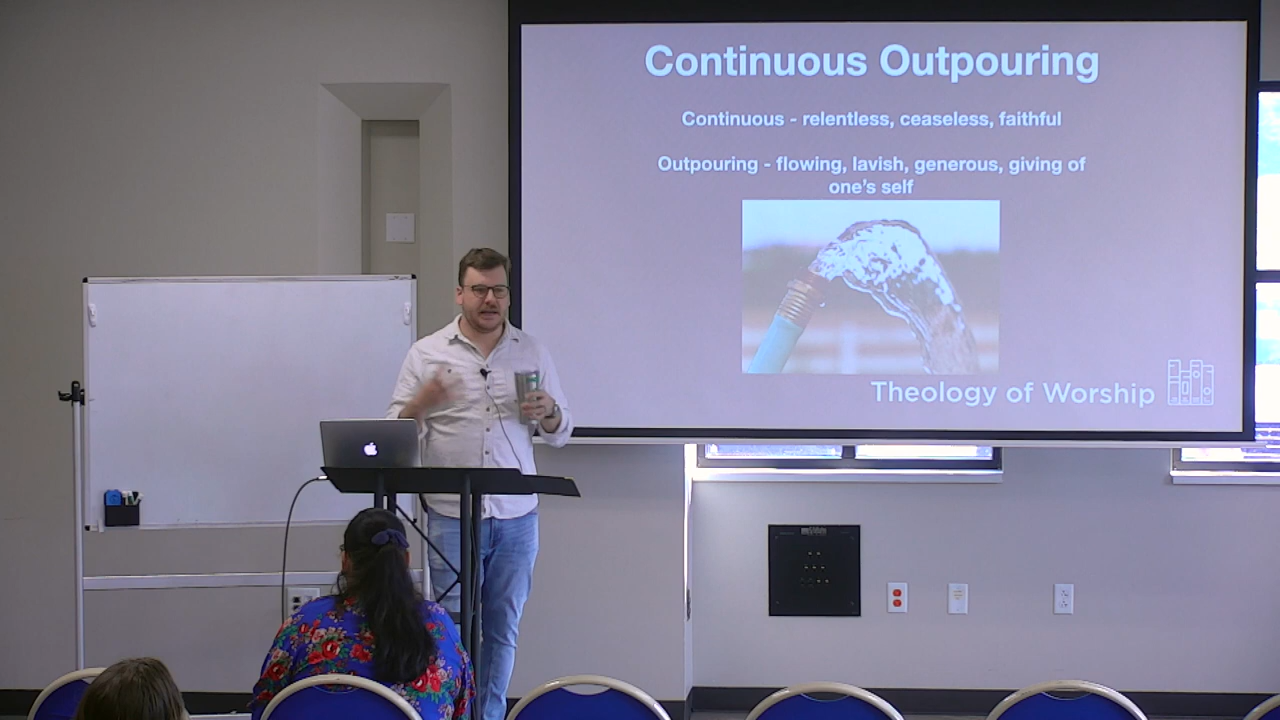 Continuous Outpouring
Continuous - relentless, ceaseless, faithful
Outpouring - flowing, lavish, generous, giving of
one's self
Theology of Worship